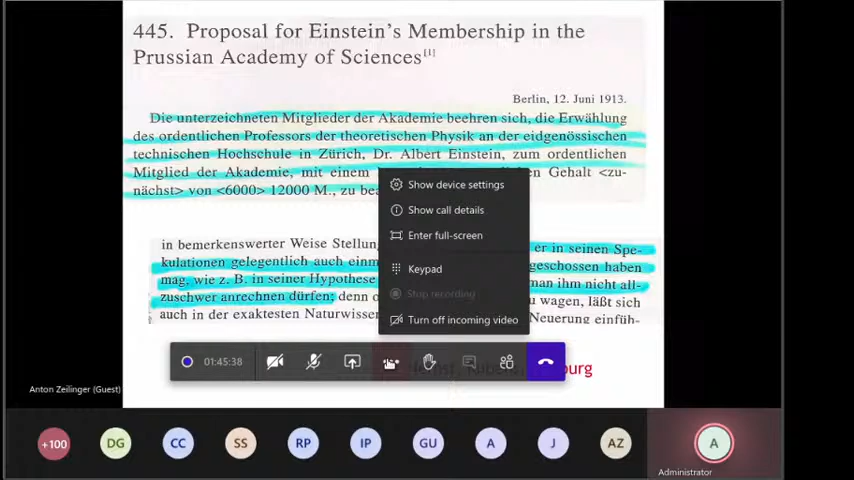 445. Proposal for Einstein's Membership in the
Prussian Academy of Sciences[1]
Berlin, 12. Juni 1913.
Die unterzeichneten Mitglieder der Akademie beehren sich, die Erwählung
des ordentlichen Professors der theoretischen Physik an der eidgenössischen
technischen Hochschule in Zürich, Dr. Albert Einstein, zum ordentlichen
Mitglied der Akademie, mit einem Gehalt <zu-
nächst> von <6000> 12000 M., zu
in bemerkenswerter Weise er in seinen Spe-
kulationen gelegentlich auch geschossen haben
mag, wie z. B. in seiner Hypothese man ihm nicht all-
zuschwer anrechnen dürfen; denn zu wagen, läßt sich
auch in der exaktesten Neuerung einfüh-
Show device settings
Show call details
Enter full-screen
Keypad
Stop recording
Turn off incoming video
01:45:38
Anton Zeilinger (Guest)
+100 DG CC SS RP IP GU A J AZ A
Administrator